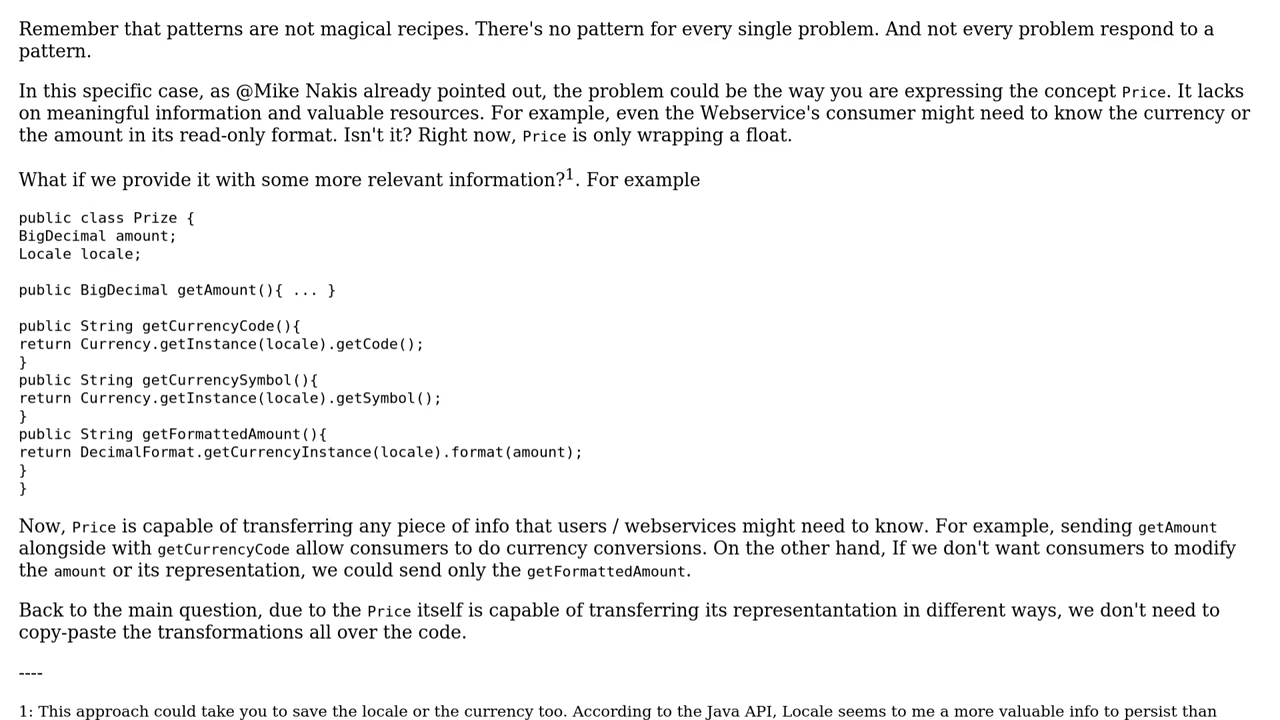 Remember that patterns are not magical recipes. There's no pattern for every single problem. And not every problem respond to a
pattern.
In this specific case, as @Mike Nakis already pointed out, the problem could be the way you are expressing the concept Price. It lacks
on meaningful information and valuable resources. For example, even the Webservice's consumer might need to know the currency or
the amount in its read-only format. Isn't it? Right now, Price is only wrapping a float.
What if we provide it with some more relevant information?1. For example
public class Prize {
BigDecimal amount;
Locale locale;
public BigDecimal getAmount(){ ... }
public String getCurrencyCode(){
return Currency.getInstance(locale).getCode();
}
public String getCurrencySymbol(){
return Currency.getInstance(locale).getSymbol();
}
public String getFormattedAmount(){
return DecimalFormat.getCurrencyInstance(locale).format(amount);
}
}
Now, Price is capable of transferring any piece of info that users / webservices might need to know. For example, sending getAmount
alongside with getCurrencyCode allow consumers to do currency conversions. On the other hand, If we don't want consumers to modify
the amount or its representation, we could send only the getFormattedAmount.
Back to the main question, due to the Price itself is capable of transferring its representantation in different ways, we don't need to
copy-paste the transformations all over the code.
----
1: This approach could take you to save the locale or the currency too. According to the Java API, Locale seems to me a more valuable info to persist than